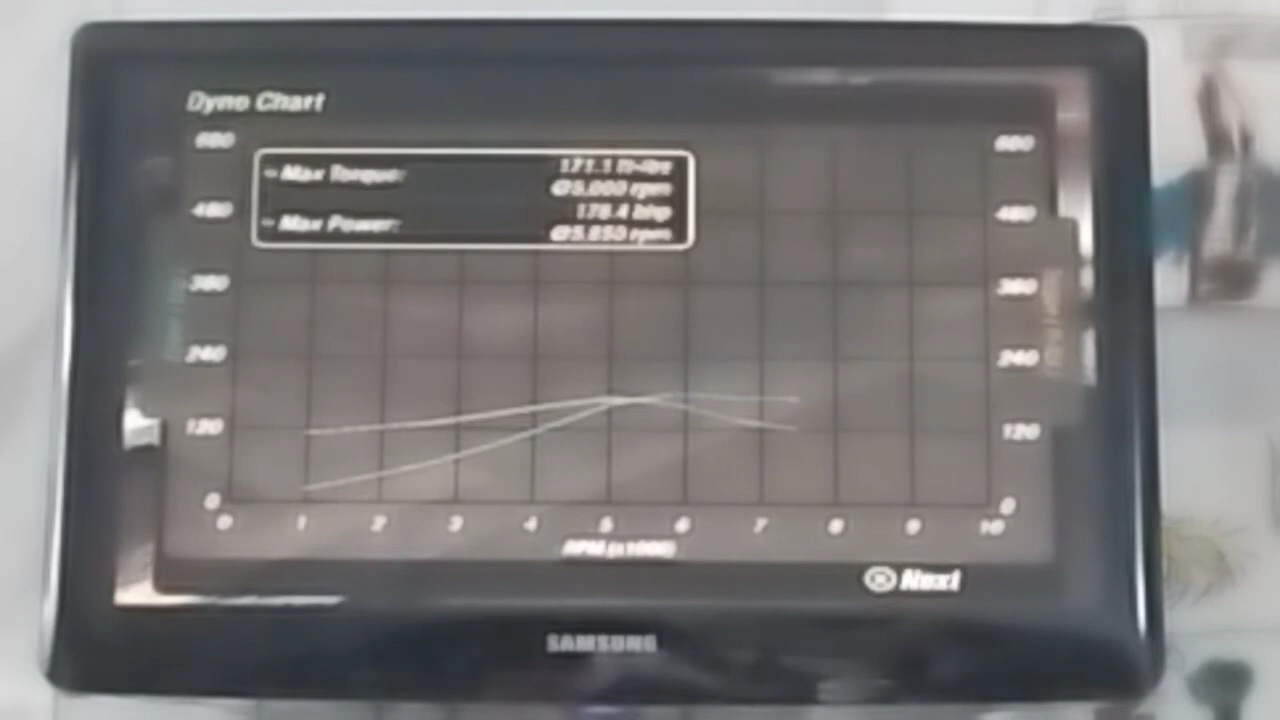 Dyno Chart
600 600
Max Torque: 171.1 ft-lbs
@5,000 rpm
Max Power: 178.4 bhp
@5,850 rpm
480 480
360 360
240 240
120 120
0 0
0 1 2 3 4 5 6 7 8 9 10
RPM (x1000)
Next
SAMSUNG